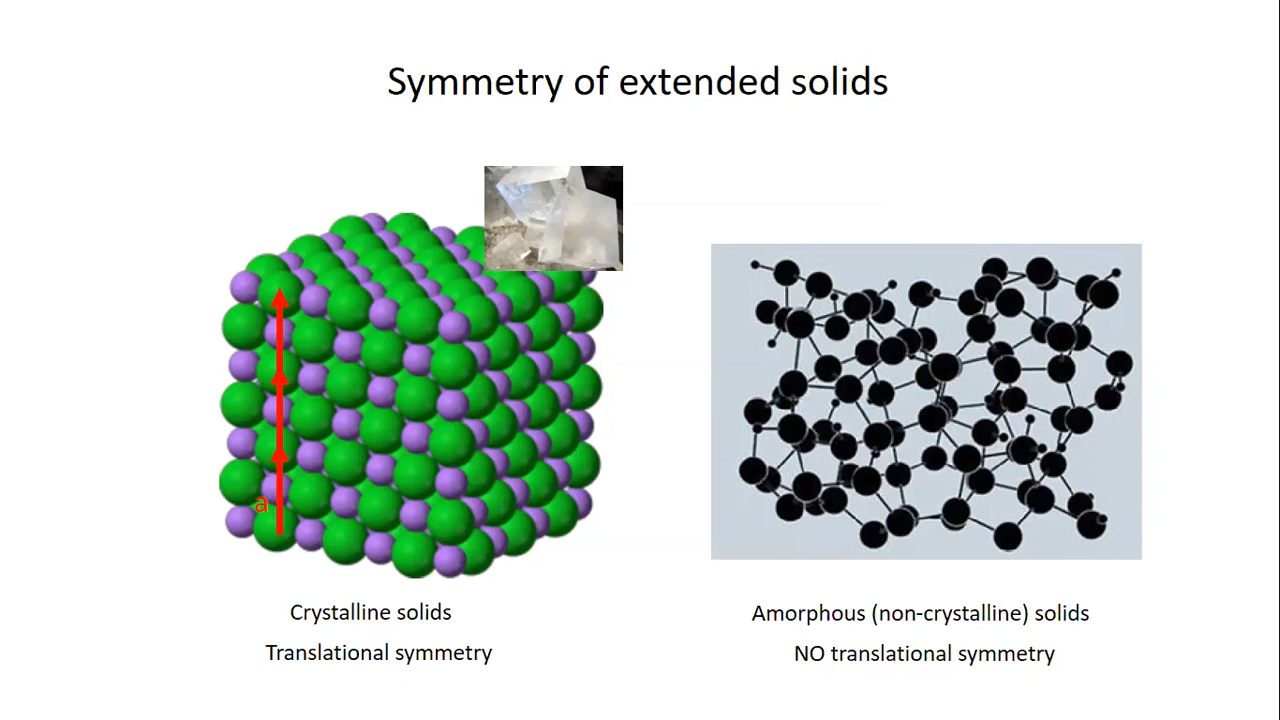 Symmetry of extended solids
a
Crystalline solids
Translational symmetry
Amorphous (non-crystalline) solids
NO translational symmetry